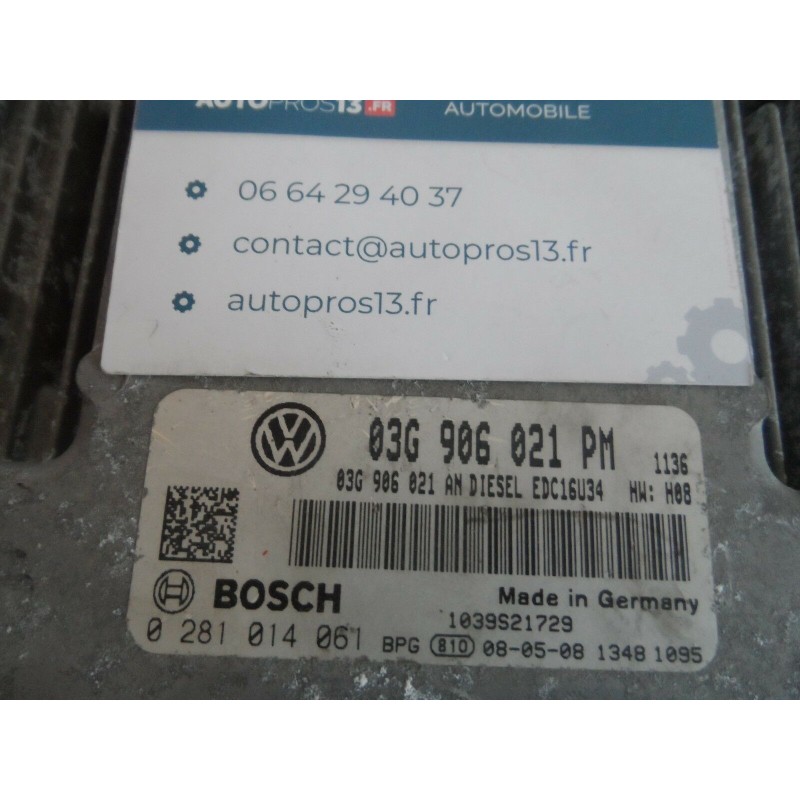 AUTOPROS13.FR
AUTOMOBILE
06 64 29 40 37
contact@autopros13.fr
autopros13.fr
03G 906 021 PM 1136
03G 906 021 AN DIESEL EDC16U34 HW: H08
BOSCH Made in Germany
1039S21729
0 281 014 061 BPG 810 08-05-08 1348 1095